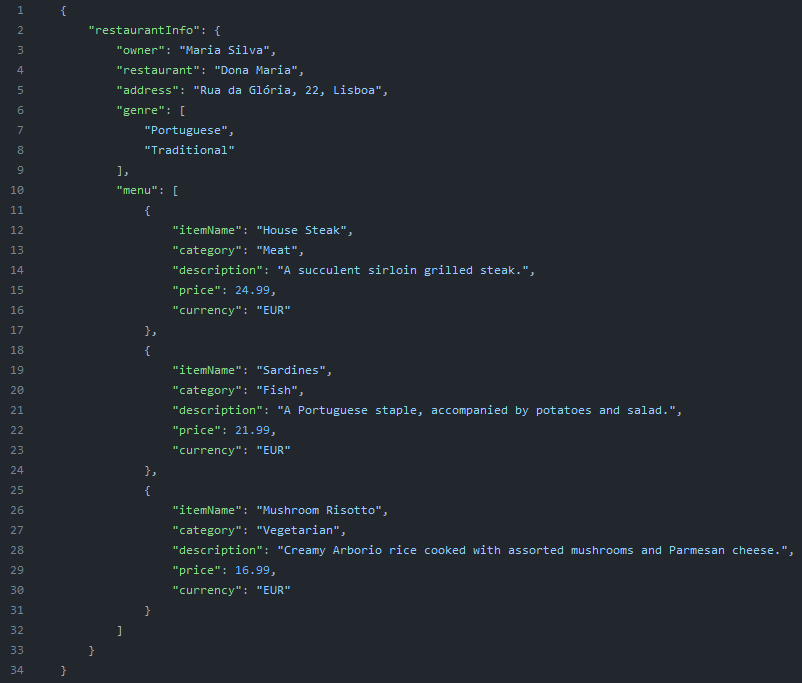 1 {
2 "restaurantInfo": {
3 "owner": "Maria Silva",
4 "restaurant": "Dona Maria",
5 "address": "Rua da Glória, 22, Lisboa",
6 "genre": [
7 "Portuguese",
8 "Traditional"
9 ],
10 "menu": [
11 {
12 "itemName": "House Steak",
13 "category": "Meat",
14 "description": "A succulent sirloin grilled steak.",
15 "price": 24.99,
16 "currency": "EUR"
17 },
18 {
19 "itemName": "Sardines",
20 "category": "Fish",
21 "description": "A Portuguese staple, accompanied by potatoes and salad.",
22 "price": 21.99,
23 "currency": "EUR"
24 },
25 {
26 "itemName": "Mushroom Risotto",
27 "category": "Vegetarian",
28 "description": "Creamy Arborio rice cooked with assorted mushrooms and Parmesan cheese.",
29 "price": 16.99,
30 "currency": "EUR"
31 }
32 ]
33 }
34 }